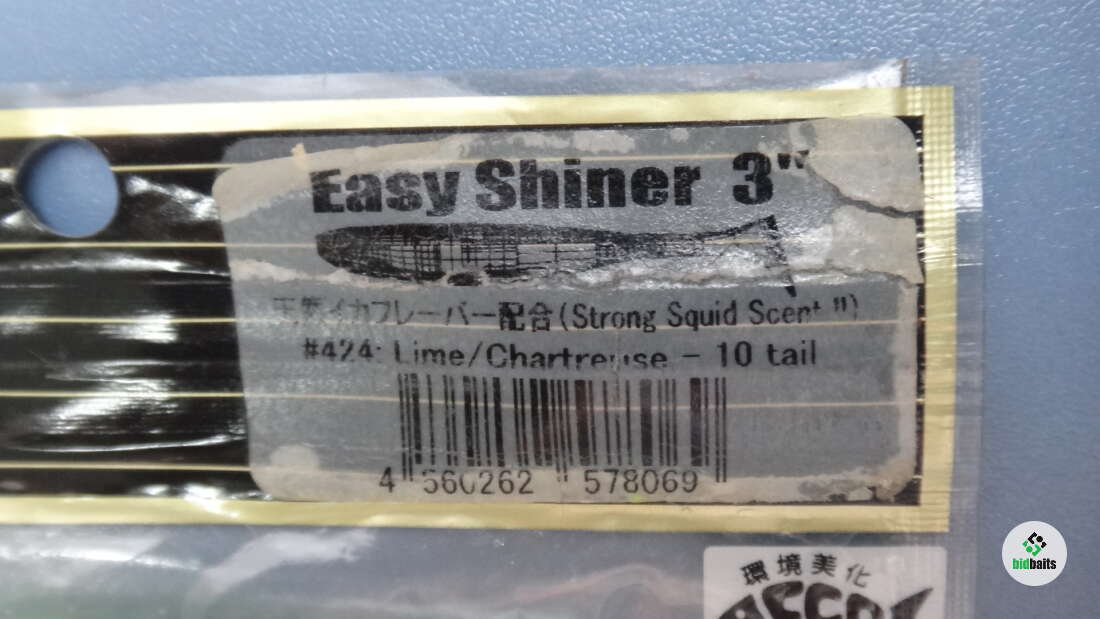 Easy Shiner 3"
イカフレーバー配合(Strong Squid Scent !!)
#424: Lime/Chartreuse - 10 tail
4 560262 578069
環境美化
bidbaits